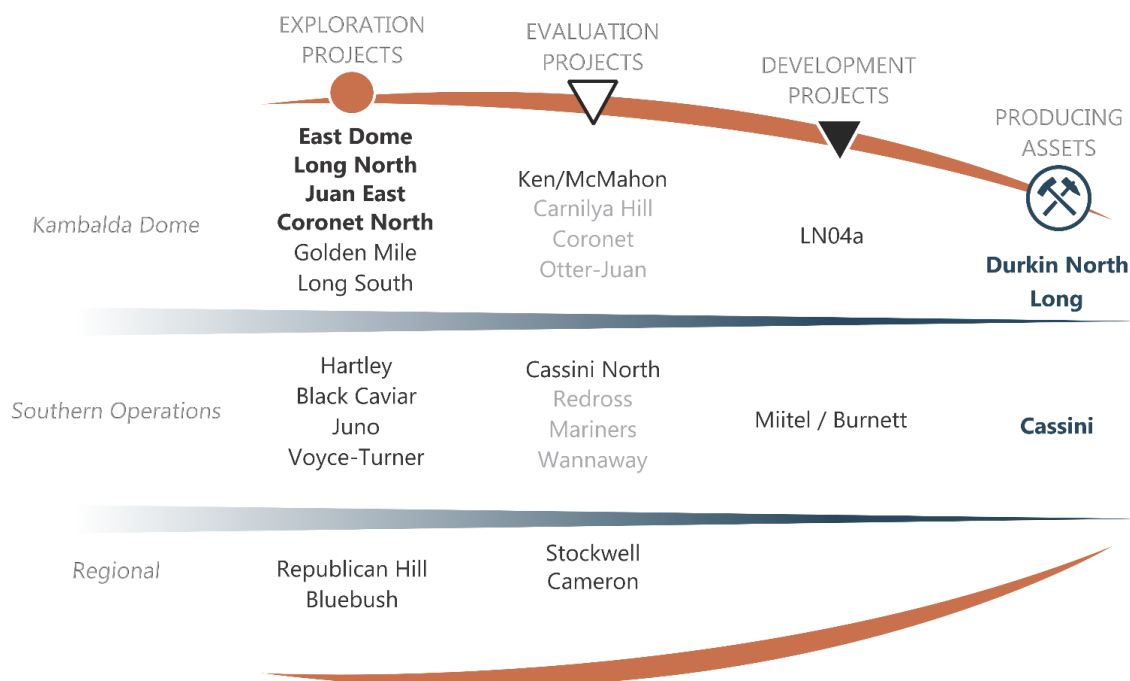 EXPLORATION
PROJECTS
EVALUATION
PROJECTS
DEVELOPMENT
PROJECTS
PRODUCING
ASSETS
Kambalda Dome
East Dome
Long North
Juan East
Coronet North
Golden Mile
Long South
Ken/McMahon
Carnilya Hill
Coronet
Otter-Juan
LN04a
Durkin North
Long
Southern Operations
Hartley
Black Caviar
Juno
Voyce-Turner
Cassini North
Redross
Mariners
Wannaway
Miitel / Burnett
Cassini
Regional
Republican Hill
Bluebush
Stockwell
Cameron